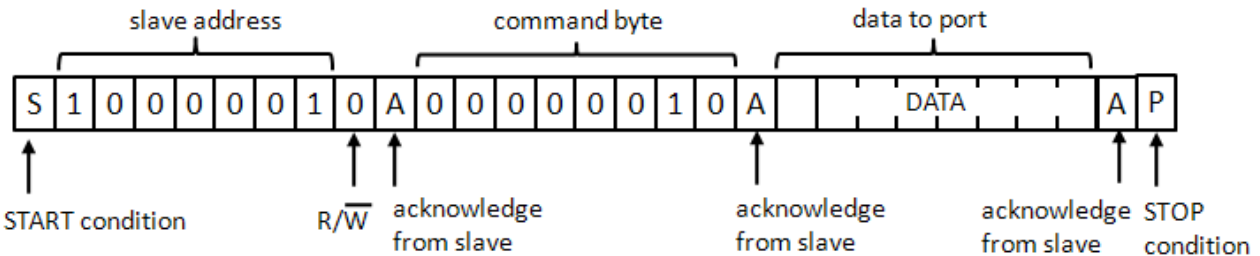 slave address command byte data to port
S 1 0 0 0 0 0 1 0 A 0 0 0 0 0 0 1 0 A DATA A P
START condition R/W̅ acknowledge from slave acknowledge from slave acknowledge from slave STOP condition